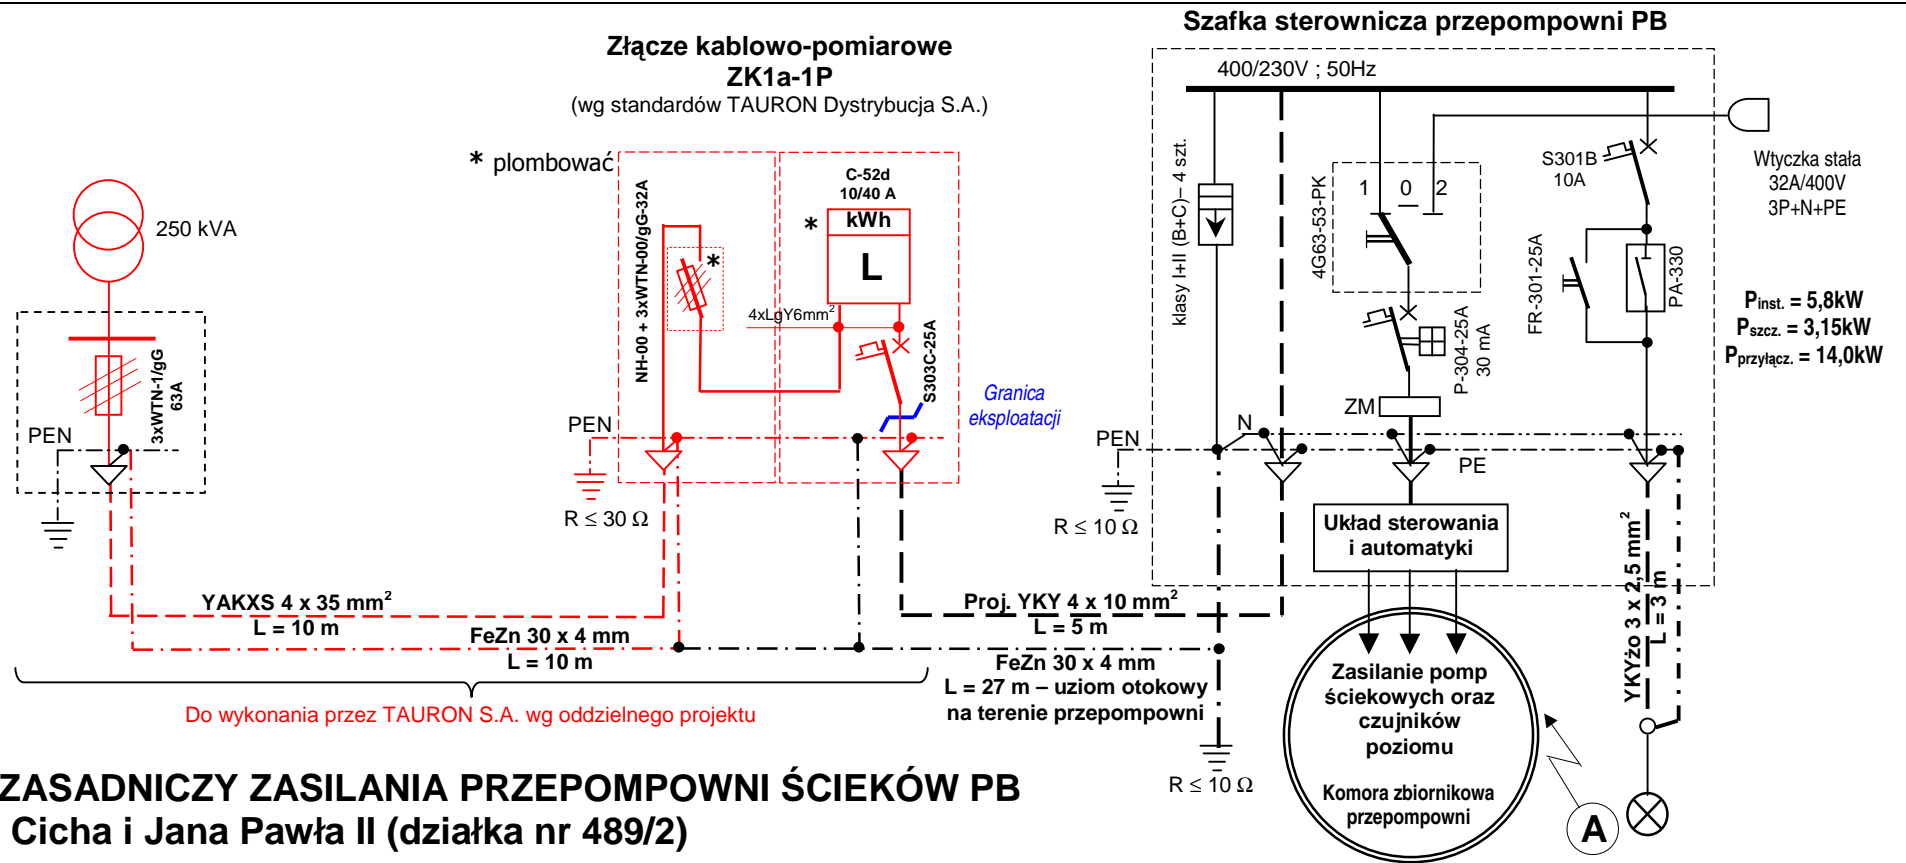 Szafka sterownicza przepompowni PB
Złącze kablowo-pomiarowe
ZK1a-1P
(wg standardów TAURON Dystrybucja S.A.)
400/230V ; 50Hz
* plombować
250 kVA
3xWTN-1/gG
63A
PEN
NH-00 + 3xWTN-00/gG-32A
*
C-52d
10/40 A
*
kWh
L
4xLgY6mm²
S303C-25A
Granica
eksploatacji
PEN
R ≤ 30 Ω
klasy I+II (B+C)– 4 szt.
4G63-53-PK
1 0 2
S301B
10A
Wtyczka stała
32A/400V
3P+N+PE
FR-301-25A
PA-330
P-304-25A
30 mA
ZM
Pinst. = 5,8kW
Pszcz. = 3,15kW
Pprzyłącz. = 14,0kW
PEN
N
PE
R ≤ 10 Ω
Układ sterowania
i automatyki
YKYżo 3 x 2,5 mm²
L = 3 m
YAKXS 4 x 35 mm²
L = 10 m
FeZn 30 x 4 mm
L = 10 m
Proj. YKY 4 x 10 mm²
L = 5 m
FeZn 30 x 4 mm
L = 27 m – uziom otokowy
na terenie przepompowni
R ≤ 10 Ω
Do wykonania przez TAURON S.A. wg oddzielnego projektu
Zasilanie pomp
ściekowych oraz
czujników
poziomu
Komora zbiornikowa
przepompowni
A
ZASADNICZY ZASILANIA PRZEPOMPOWNI ŚCIEKÓW PB
Cicha i Jana Pawła II (działka nr 489/2)